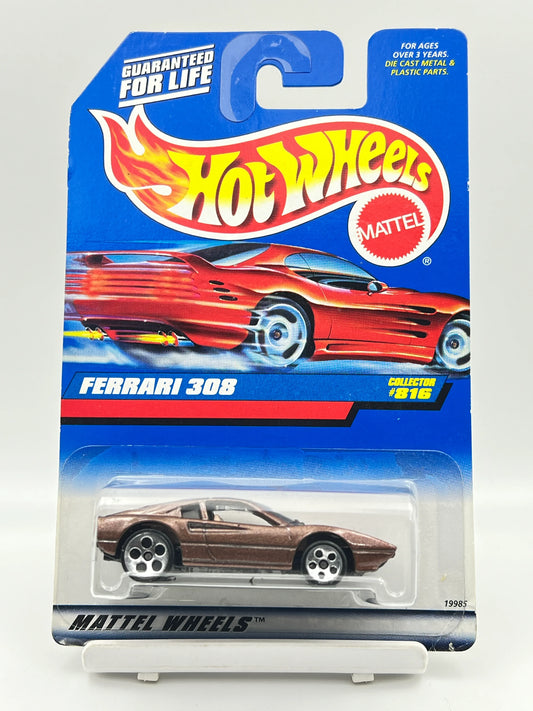 GUARANTEED
FOR LIFE
FOR AGES
OVER 3 YEARS.
DIE CAST METAL &
PLASTIC PARTS.
HOT WHEELS
MATTEL
®
FERRARI 308
COLLECTOR
#816
19985
MATTEL WHEELS™